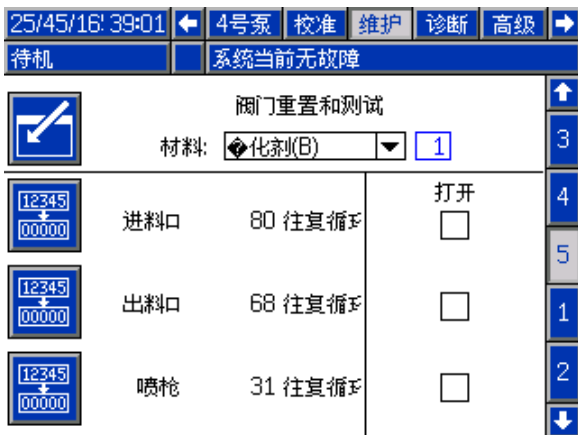 25/45/16 39:01 4号泵 校准 维护 诊断 高级
待机 系统当前无故障
阀门重置和测试
材料: �化剂(B) 1
打开
12345 00000 进料口 80 往复循环
12345 00000 出料口 68 往复循环
12345 00000 喷枪 31 往复循环
3
4
5
1
2